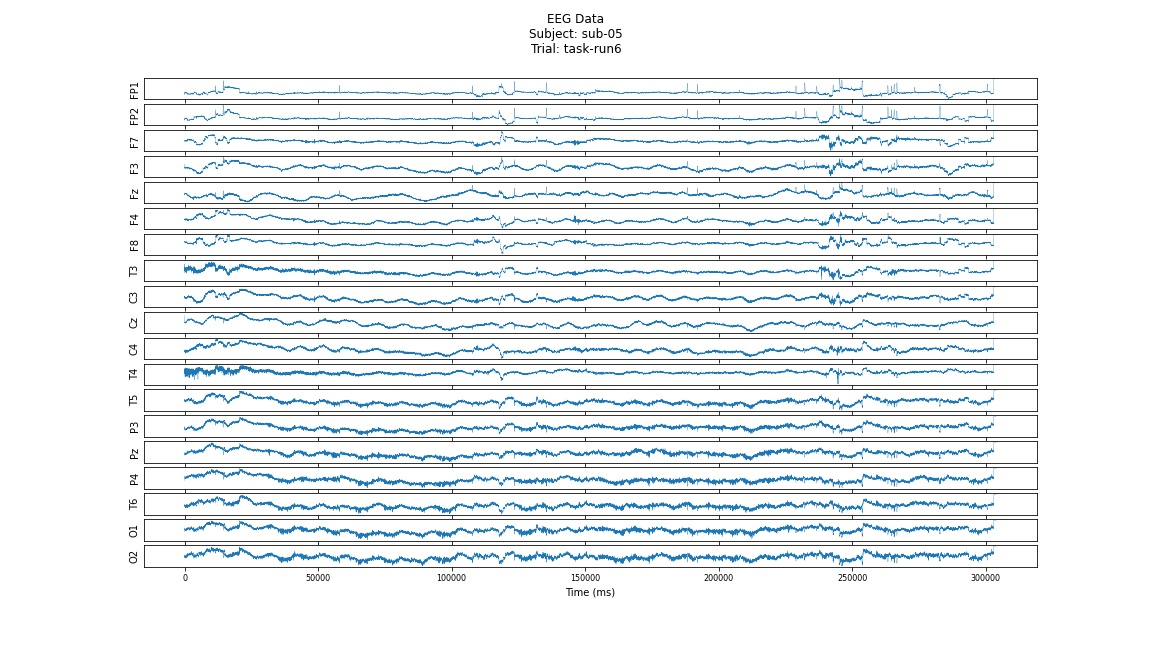 EEG Data
Subject: sub-05
Trial: task-run6
FP1
FP2
F7
F3
Fz
F4
F8
T3
C3
Cz
C4
T4
T5
P3
Pz
P4
T6
O1
O2
0 50000 100000 150000 200000 250000 300000
Time (ms)